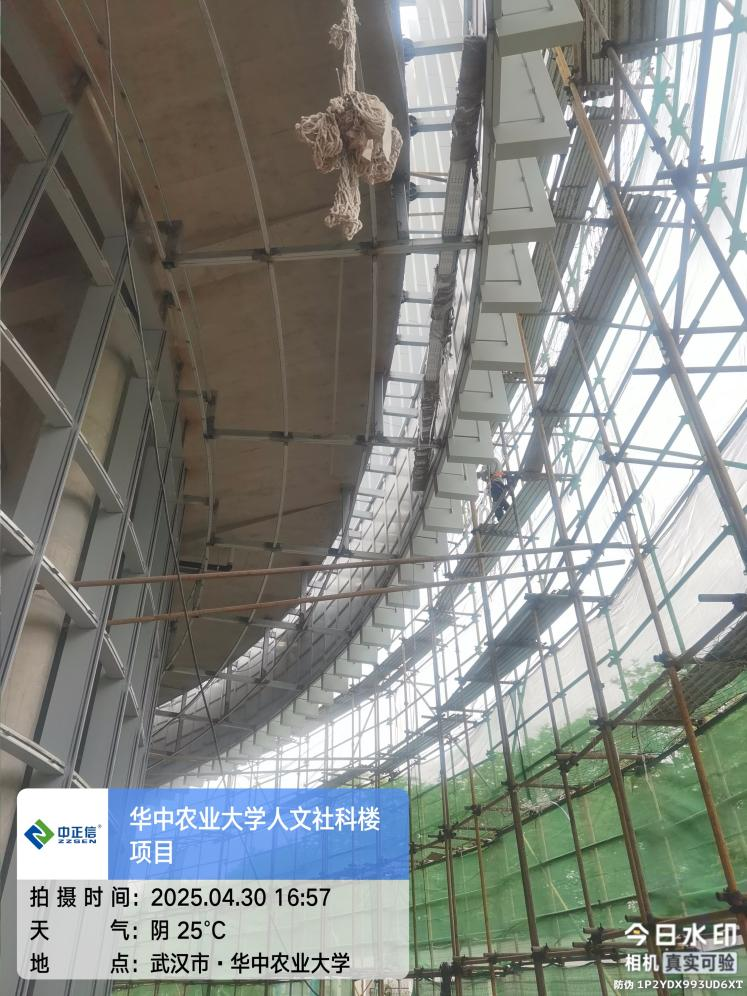 中正信®
ZZSEN
华中农业大学人文社科楼
项目
拍摄时间：2025.04.30 16:57
天气：阴 25°C
地点：武汉市·华中农业大学
今日水印
相机 真实可验
防伪 1P2YDX993UD6XT